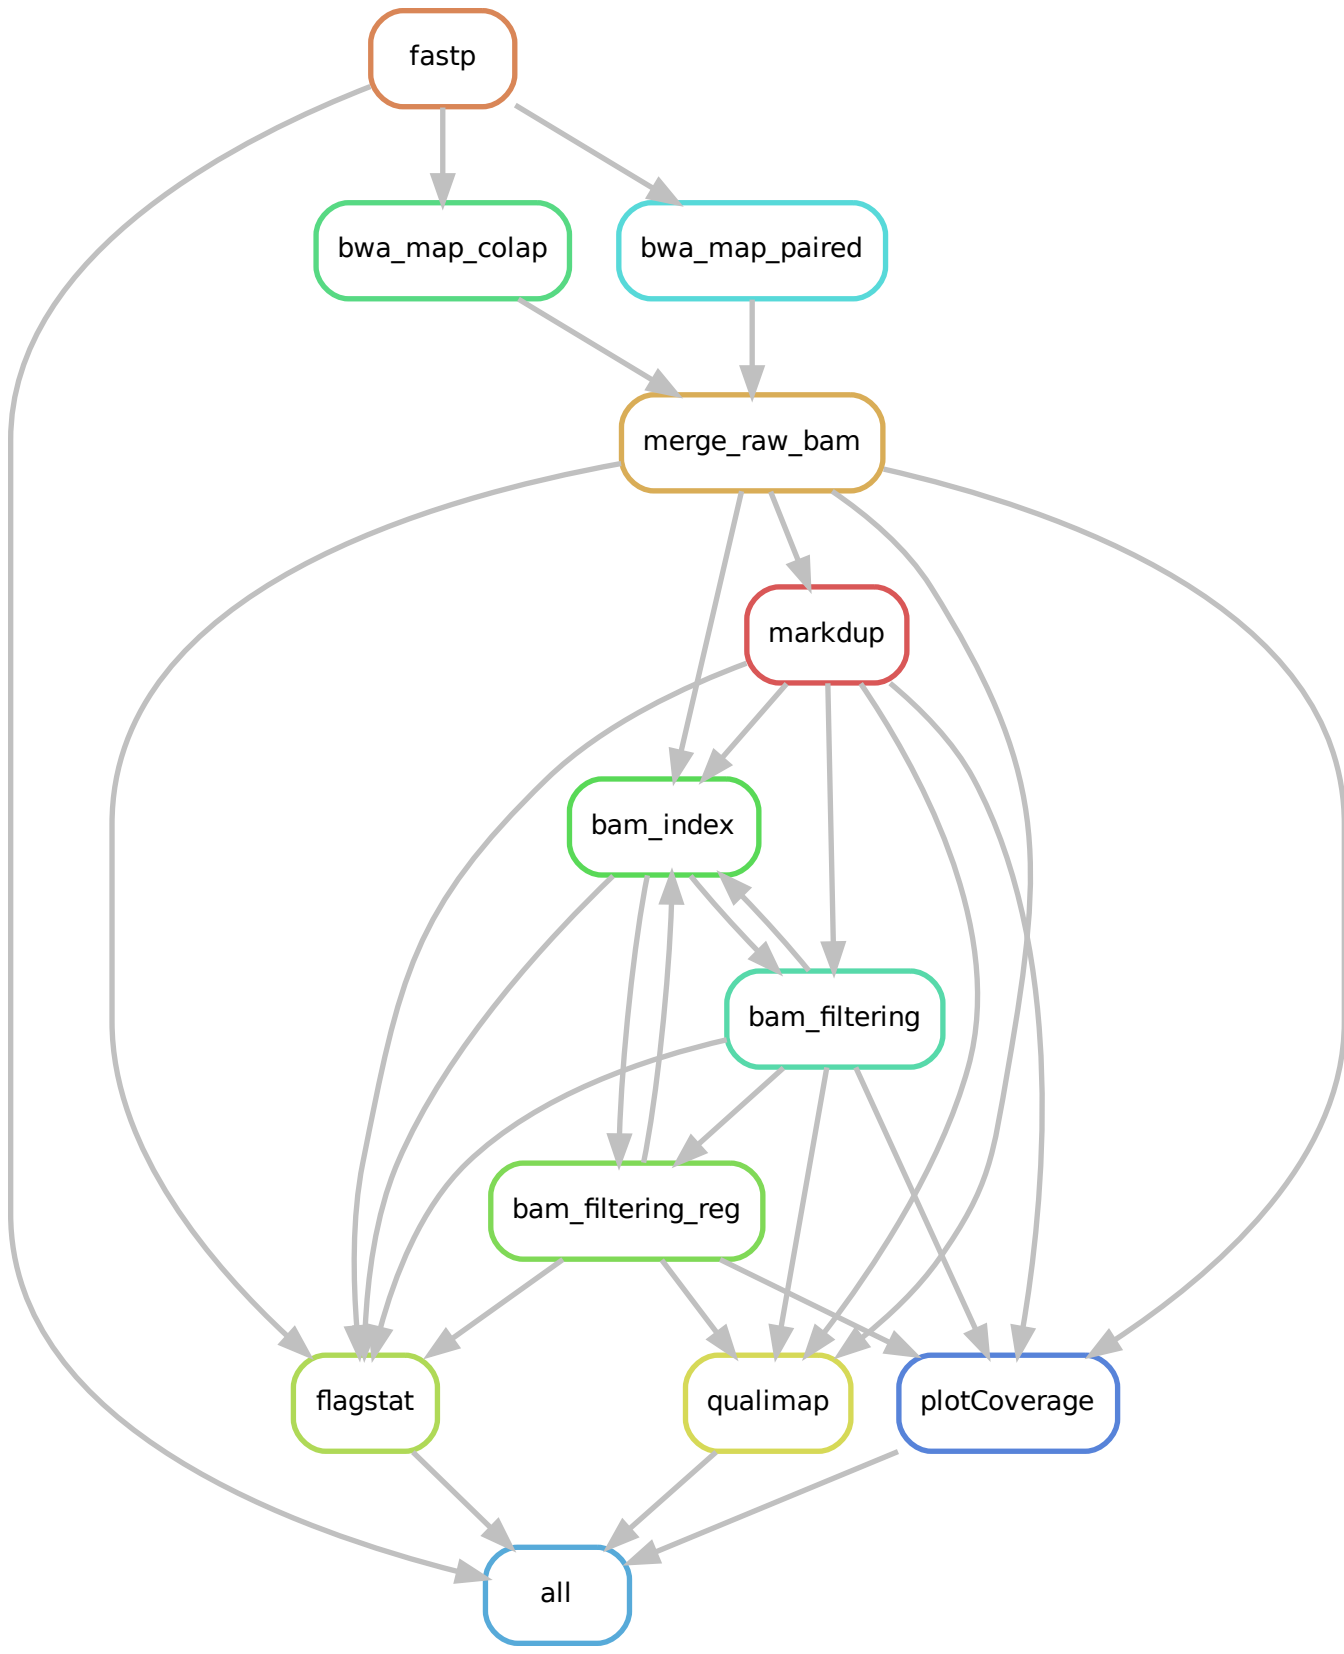 fastp
bwa_map_colap
bwa_map_paired
merge_raw_bam
markdup
bam_index
bam_filtering
bam_filtering_reg
flagstat
qualimap
plotCoverage
all